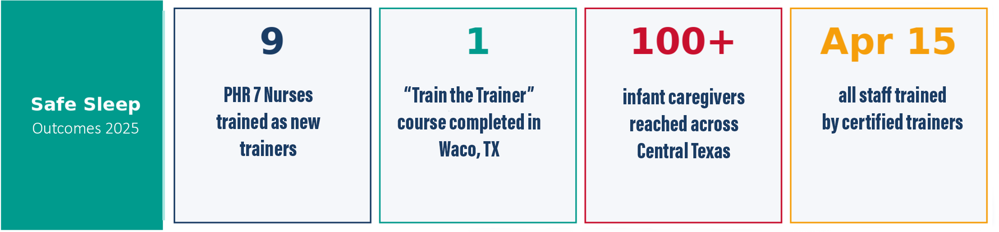 Safe Sleep
Outcomes 2025
9
PHR 7 Nurses
trained as new
trainers
1
“Train the Trainer”
course completed in
Waco, TX
100+
infant caregivers
reached across
Central Texas
Apr 15
all staff trained
by certified trainers